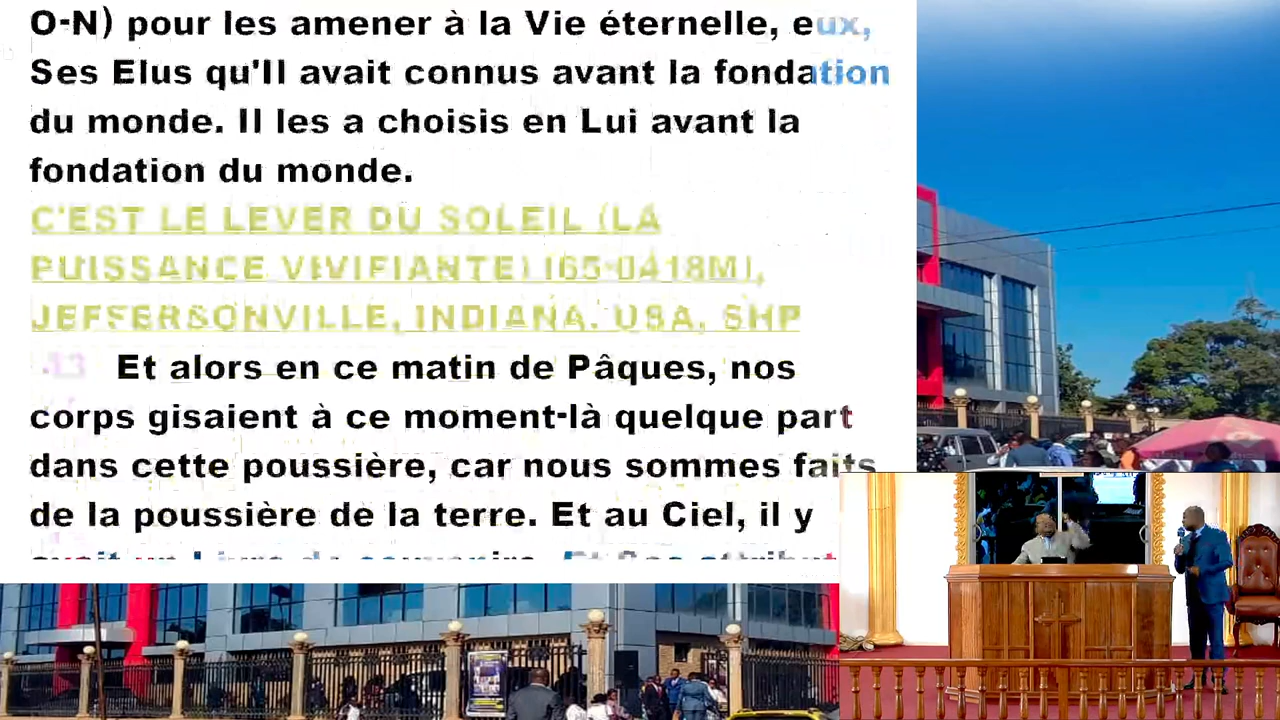 O-N) pour les amener à la Vie éternelle, eux,
Ses Elus qu'Il avait connus avant la fondation
du monde. Il les a choisis en Lui avant la
fondation du monde.
C'EST LE LEVER DU SOLEIL (LA
PUISSANCE VIVIFIANTE) (65-0418M),
JEFFERSONVILLE, INDIANA. USA, SHP
.13 Et alors en ce matin de Pâques, nos
corps gisaient à ce moment-là quelque part
dans cette poussière, car nous sommes faits
de la poussière de la terre. Et au Ciel, il y